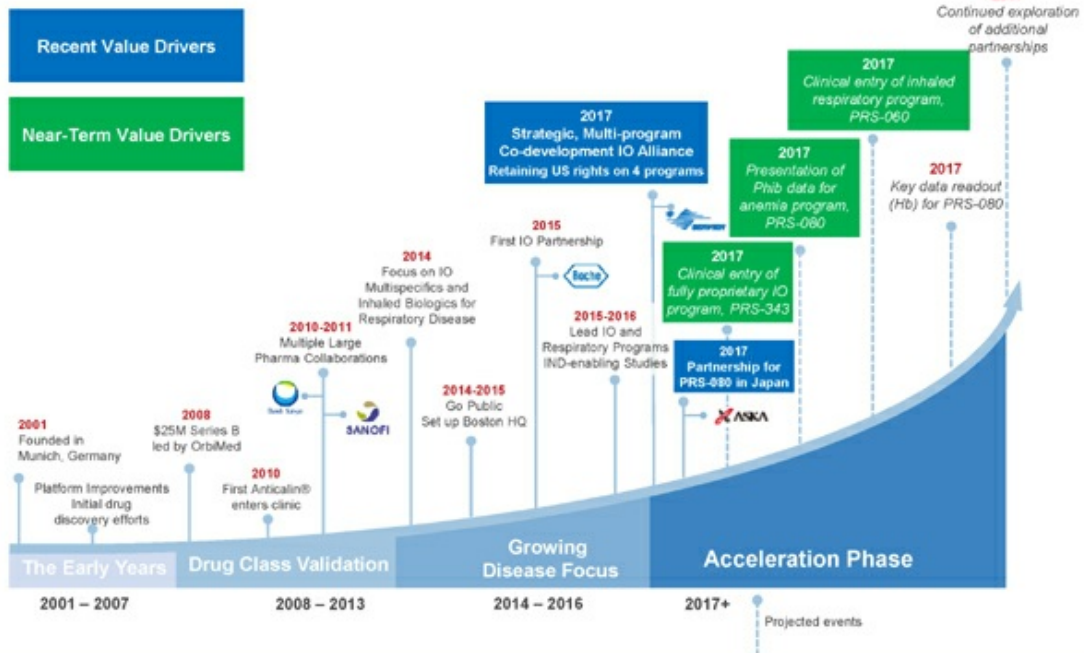 Recent Value Drivers
Near-Term Value Drivers
2001
Founded in
Munich, Germany
Platform Improvements
Initial drug
discovery efforts
2008
$25M Series B
led by OrbiMed
2010
First Anticalin®
enters clinic
2010-2011
Multiple Large
Pharma Collaborations
SANOFI
2014
Focus on IO
Multispecifics and
Inhaled Biologics for
Respiratory Disease
2014-2015
Go Public
Set up Boston HQ
2015
First IO Partnership
Roche
2015-2016
Lead IO and
Respiratory Programs
IND-enabling Studies
2017
Strategic, Multi-program
Co-development IO Alliance
Retaining US rights on 4 programs
SERVIER
2017
Partnership for
PRS-080 in Japan
ASKA
2017
Clinical entry of
fully proprietary IO
program, PRS-343
2017
Presentation of
PhIb data for
anemia program,
PRS-080
2017
Clinical entry of inhaled
respiratory program,
PRS-060
2017
Key data readout
(Hb) for PRS-080
Continued exploration
of additional
partnerships
The Early Years
Drug Class Validation
Growing
Disease Focus
Acceleration Phase
2001 – 2007
2008 – 2013
2014 – 2016
2017+
Projected events